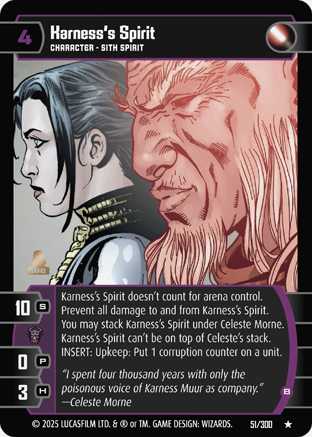 4
Karness's Spirit
CHARACTER · SITH SPIRIT
10 S
0 P
3 H
Karness's Spirit doesn't count for arena control.
Prevent all damage to and from Karness's Spirit.
You may stack Karness's Spirit under Celeste Morne.
Karness's Spirit can't be on top of Celeste's stack.
INSERT: Upkeep: Put 1 corruption counter on a unit.
"I spent four thousand years with only the
poisonous voice of Karness Muur as company."
—Celeste Morne
B
© 2025 LUCASFILM LTD. & ® or TM. GAME DESIGN: WIZARDS.
51/300 ★